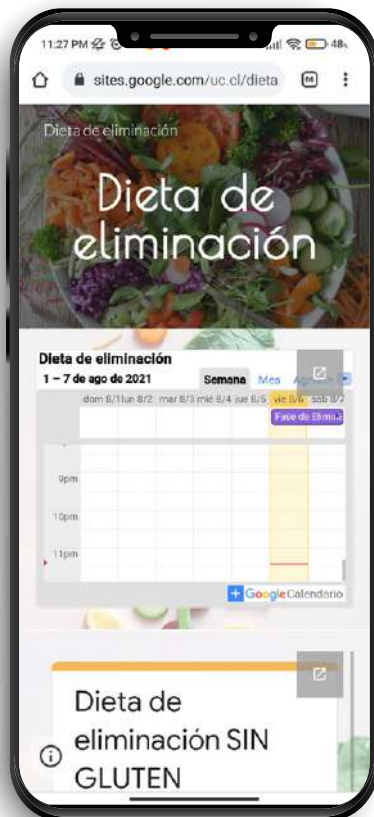 11:27 PM
48
sites.google.com/uc.cl/dieta
66
Dieta de eliminación
Dieta de
eliminación
Dieta de eliminación
1 – 7 de ago de 2021
Semana
Mes
dom 8/1 lun 8/2 mar 8/3 mié 8/4 jue 8/5 vie 8/6 sáb 8/7
Fase de Elimina
9pm
10pm
11pm
Google Calendario
Dieta de
eliminación SIN
GLUTEN